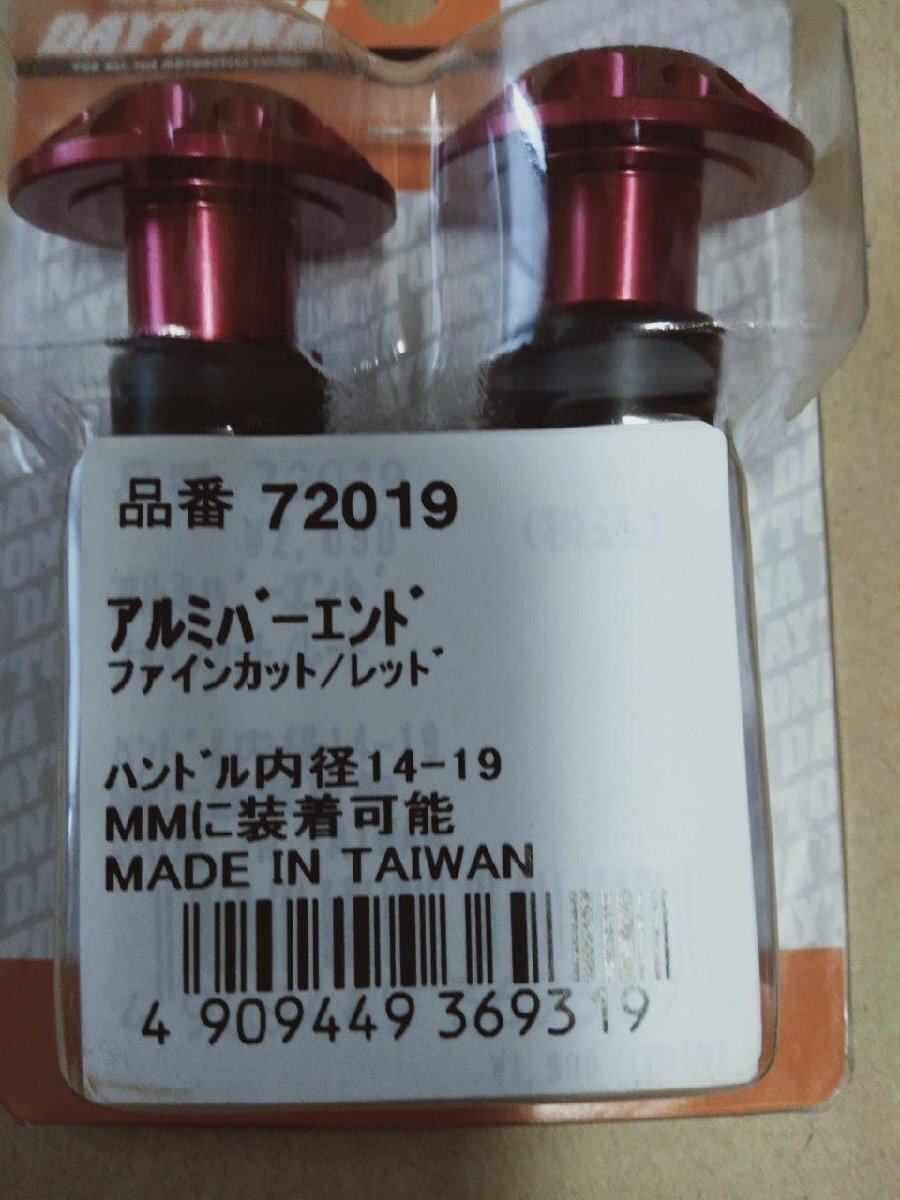 DAYTONA
品番 72019
アルミバーエンド
ファインカット/レッド
ハンドル内径14-19
MMに装着可能
MADE IN TAIWAN
4 909449 369319